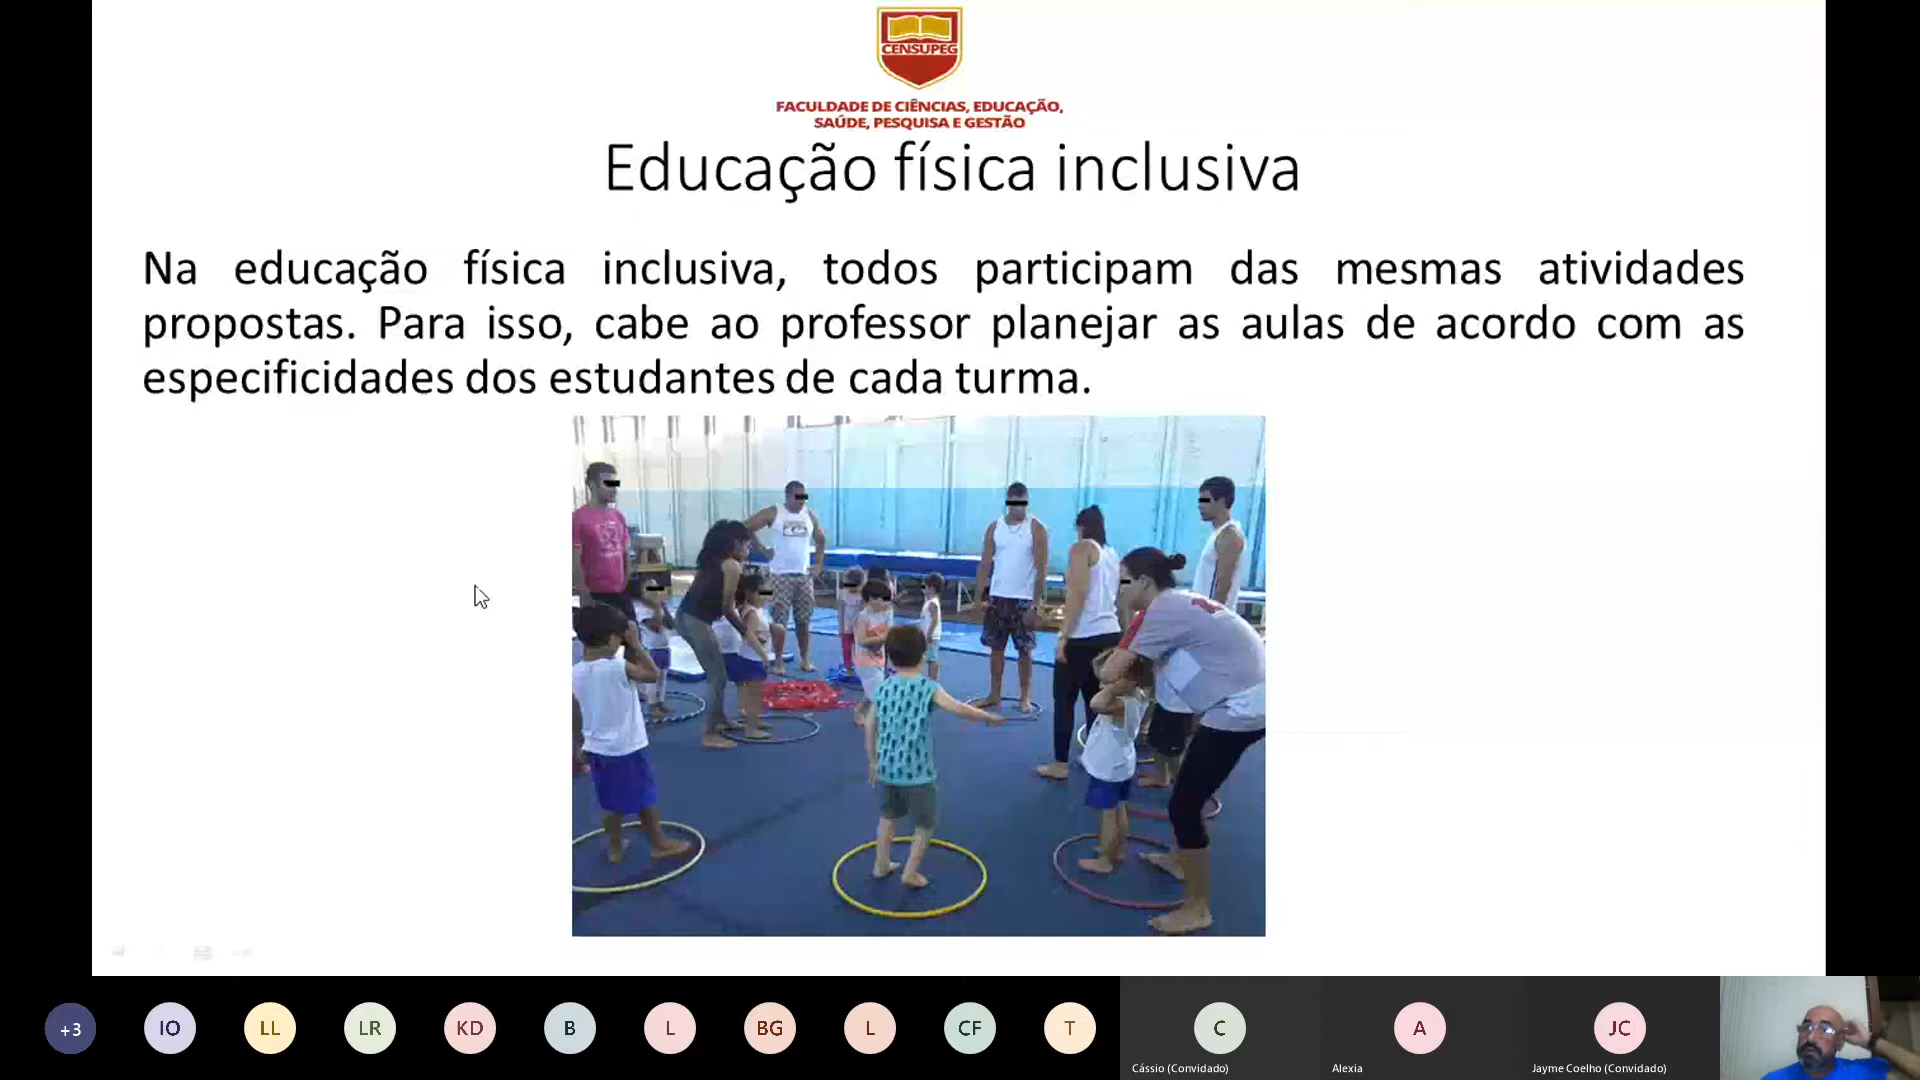 CENSUPEG
FACULDADE DE CIÊNCIAS, EDUCAÇÃO,
SAÚDE, PESQUISA E GESTÃO
Educação física inclusiva
Na educação física inclusiva, todos participam das mesmas atividades
propostas. Para isso, cabe ao professor planejar as aulas de acordo com as
especificidades dos estudantes de cada turma.
+3
IO
LL
LR
KD
B
L
BG
L
CF
T
C
A
JC
Cássio (Convidado)
Alexia
Jayme Coelho (Convidado)